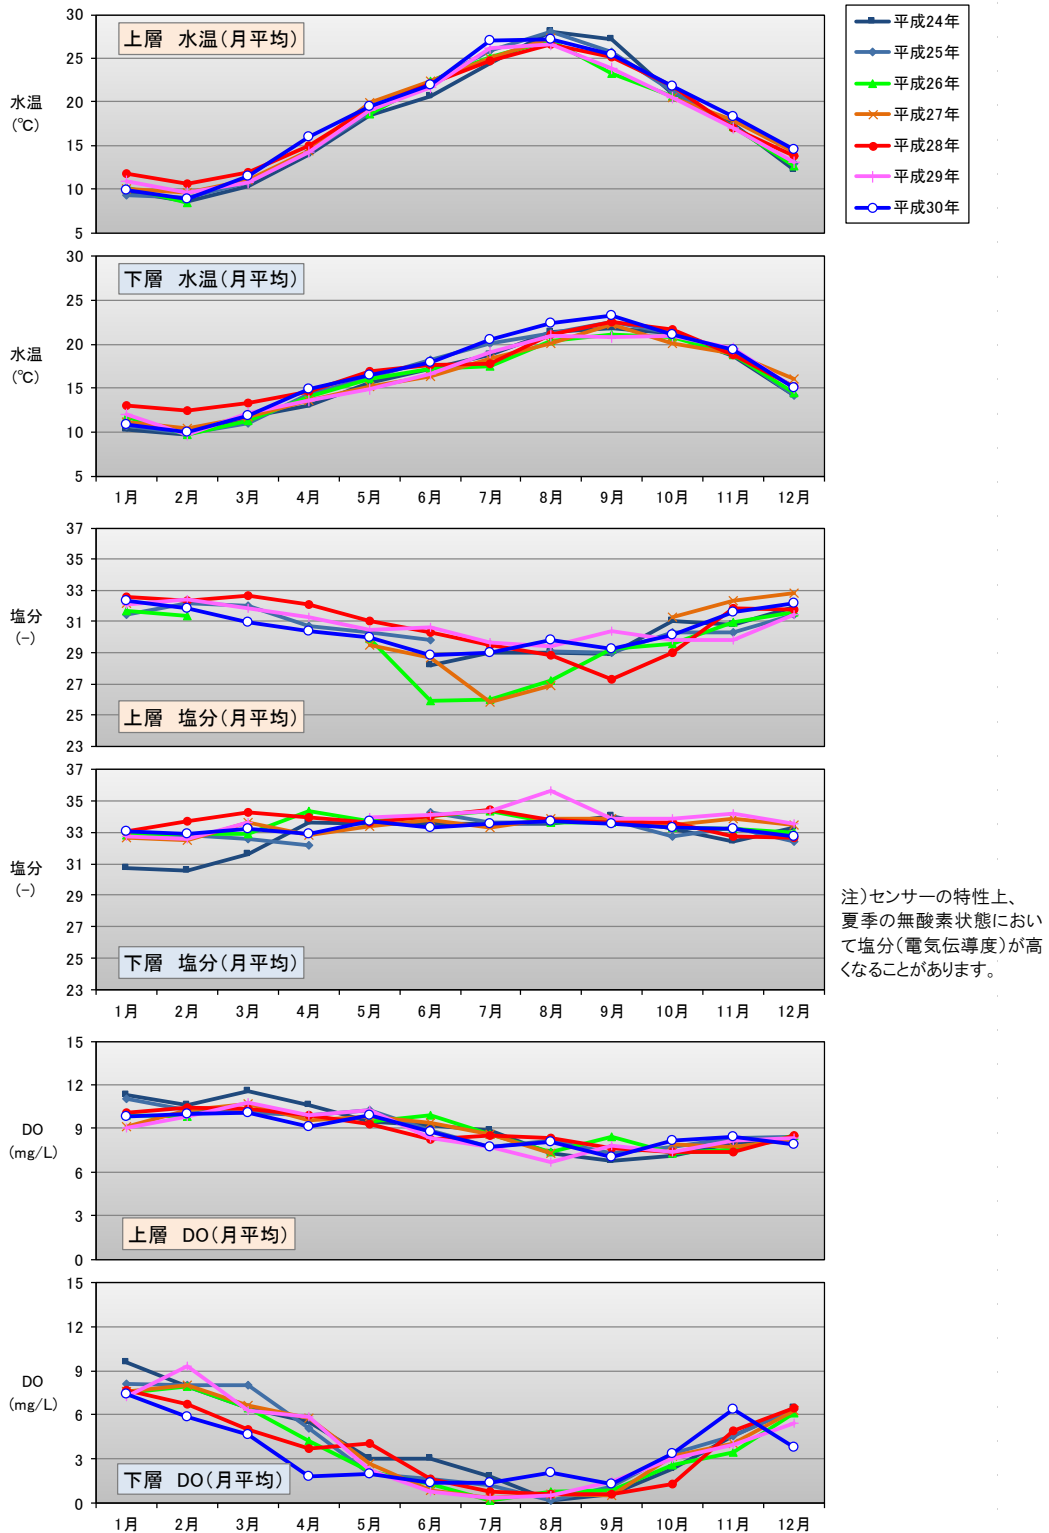 上層　水温(月平均)
水温
(℃)
30
25
20
15
10
5
平成24年
平成25年
平成26年
平成27年
平成28年
平成29年
平成30年
下層　水温(月平均)
水温
(℃)
30
25
20
15
10
5
1月 2月 3月 4月 5月 6月 7月 8月 9月 10月 11月 12月
37
35
33
31
29
27
25
23
塩分
(-)
上層　塩分(月平均)
37
35
33
31
29
27
25
23
塩分
(-)
下層　塩分(月平均)
1月 2月 3月 4月 5月 6月 7月 8月 9月 10月 11月 12月
注)センサーの特性上、
夏季の無酸素状態におい
て塩分(電気伝導度)が高
くなることがあります。
15
12
9
6
3
0
DO
(mg/L)
上層　DO(月平均)
15
12
9
6
3
0
DO
(mg/L)
下層　DO(月平均)
1月 2月 3月 4月 5月 6月 7月 8月 9月 10月 11月 12月